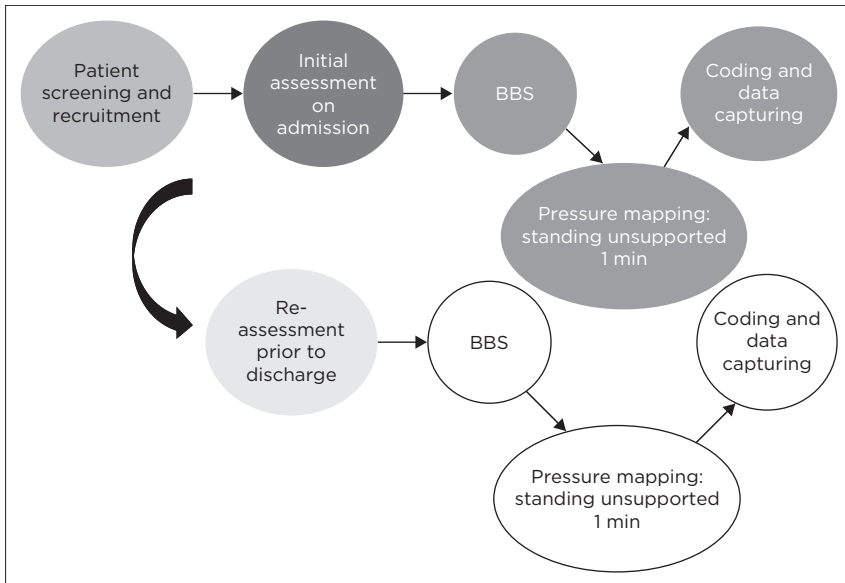 Patient
screening and
recruitment
Initial
assessment
on
admission
BBS
Coding and
data
capturing
Pressure mapping:
standing unsupported
1 min
Re-
assessment
prior to
discharge
BBS
Coding and
data
capturing
Pressure mapping:
standing unsupported
1 min